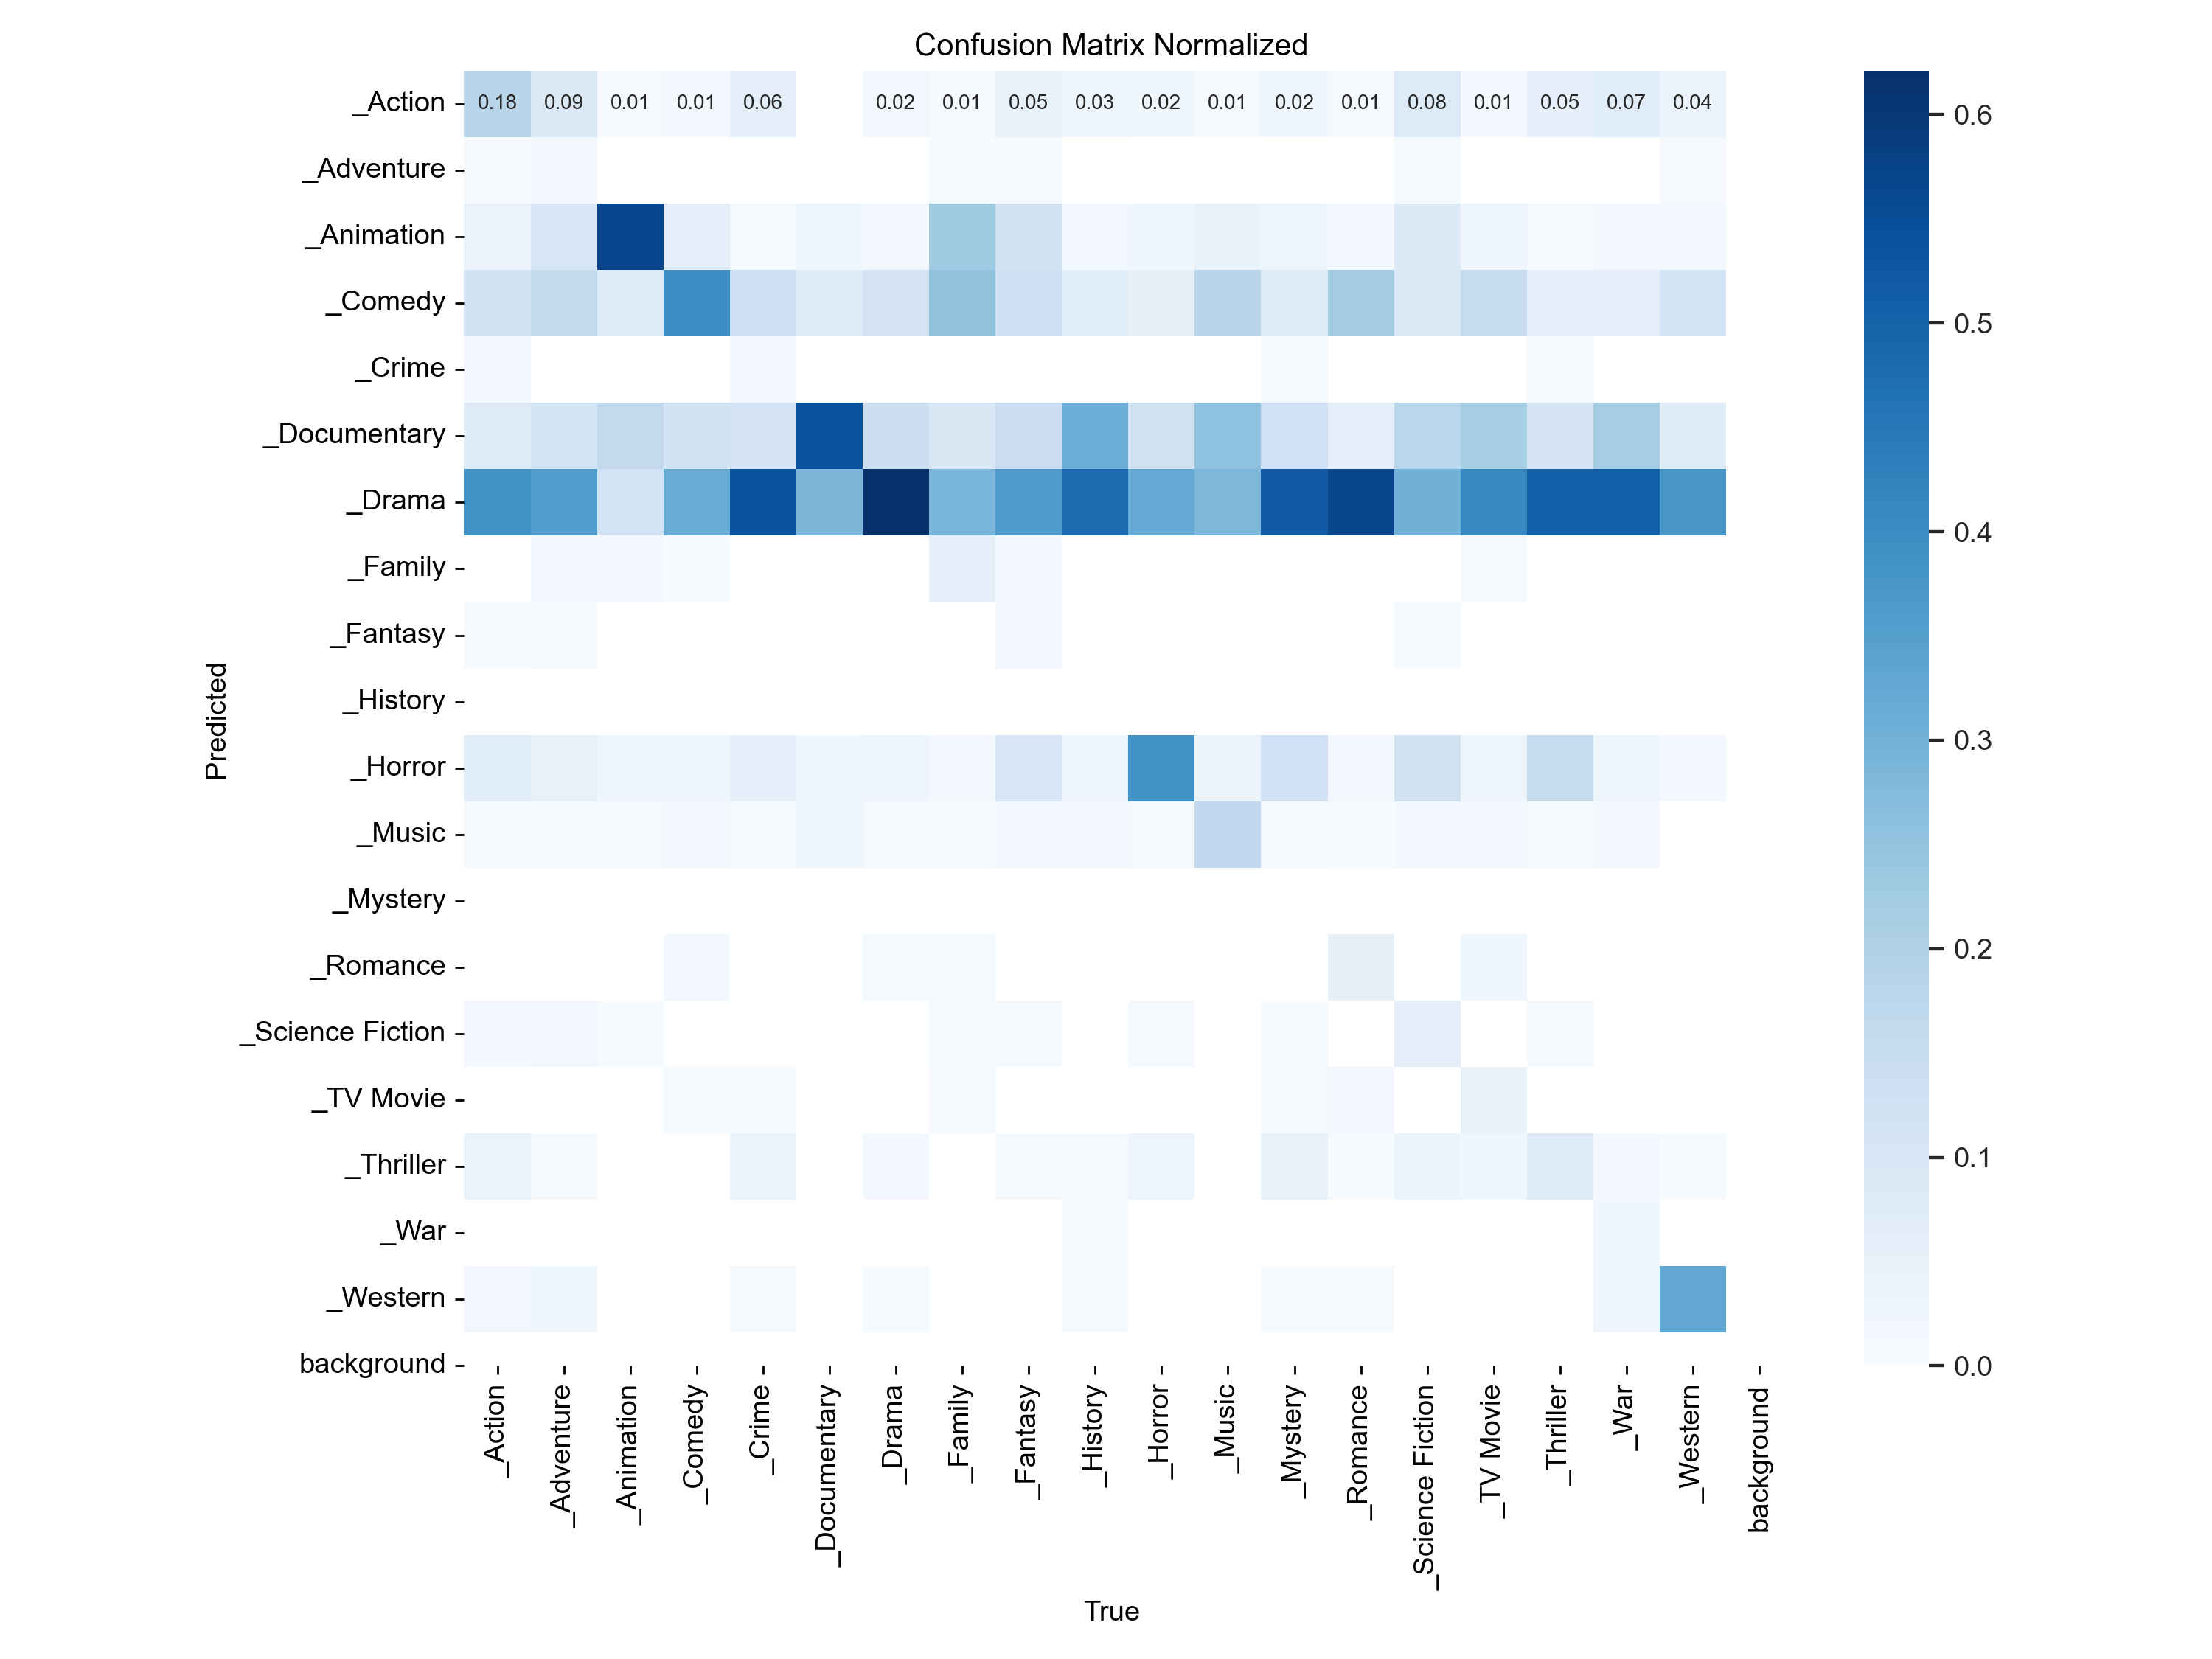 Confusion Matrix Normalized
_Action
0.18 0.09 0.01 0.01 0.06 0.02 0.01 0.05 0.03 0.02 0.01 0.02 0.01 0.08 0.01 0.05 0.07 0.04
_Adventure
_Animation
_Comedy
_Crime
_Documentary
_Drama
_Family
_Fantasy
_History
_Horror
_Music
_Mystery
_Romance
_Science Fiction
_TV Movie
_Thriller
_War
_Western
background
Predicted
_Action
_Adventure
_Animation
_Comedy
_Crime
_Documentary
_Drama
_Family
_Fantasy
_History
_Horror
_Music
_Mystery
_Romance
_Science Fiction
_TV Movie
_Thriller
_War
_Western
background
True
0.6
0.5
0.4
0.3
0.2
0.1
0.0